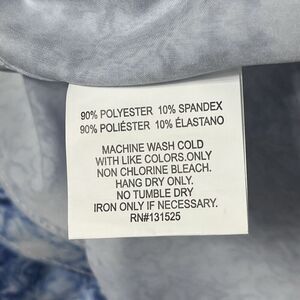 90% POLYESTER 10% SPANDEX
90% POLIÉSTER 10% ÉLASTANO
MACHINE WASH COLD
WITH LIKE COLORS.ONLY
NON CHLORINE BLEACH.
HANG DRY ONLY.
NO TUMBLE DRY
IRON ONLY IF NECESSARY.
RN#131525